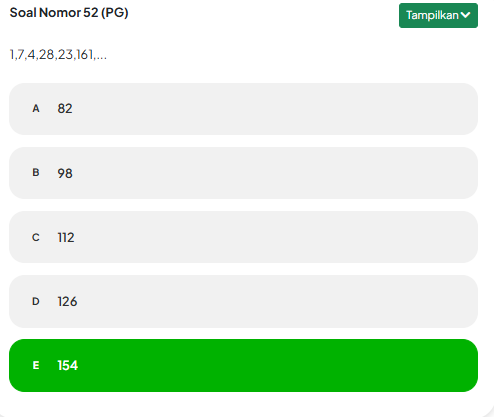 Soal Nomor 52 (PG)
Tampilkan
1,7,4,28,23,161,...
A 82
B 98
C 112
D 126
E 154